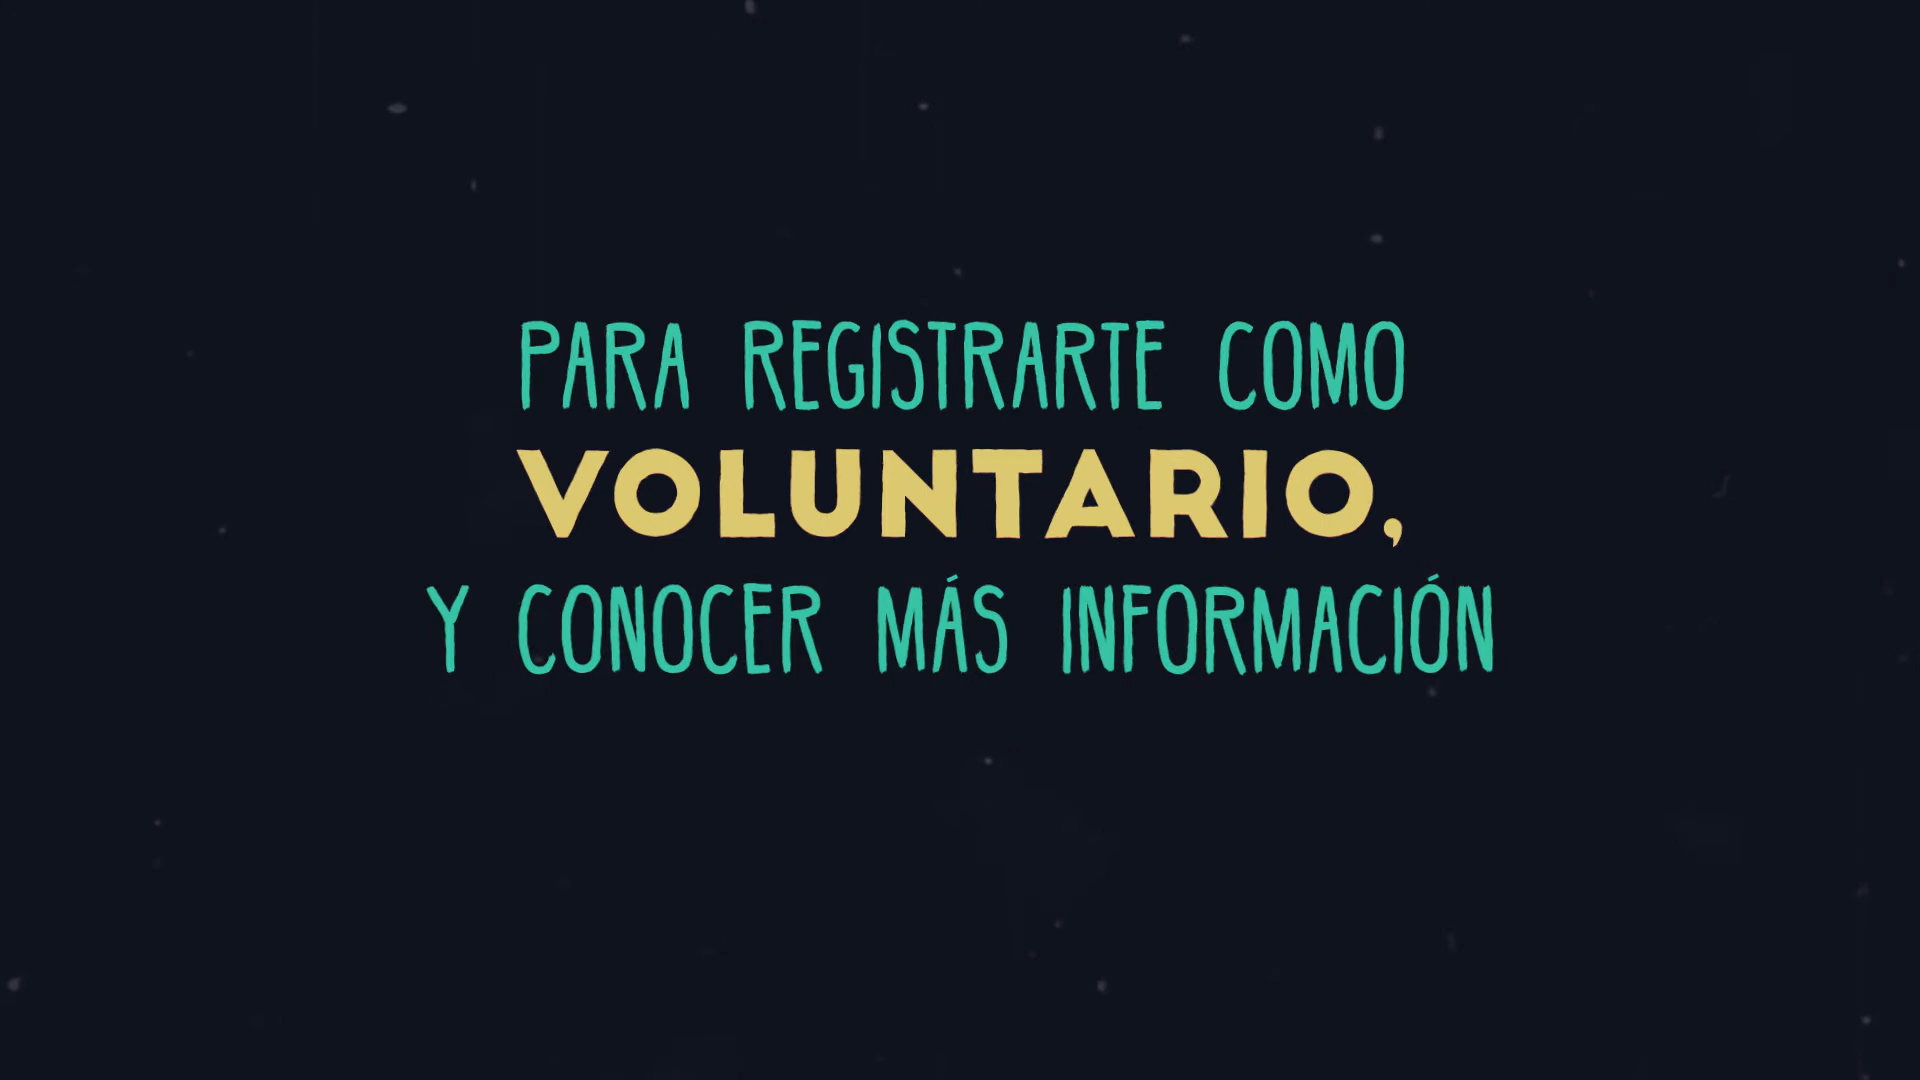 PARA REGISTRARTE COMO
VOLUNTARIO,
Y CONOCER MÁS INFORMACIÓN